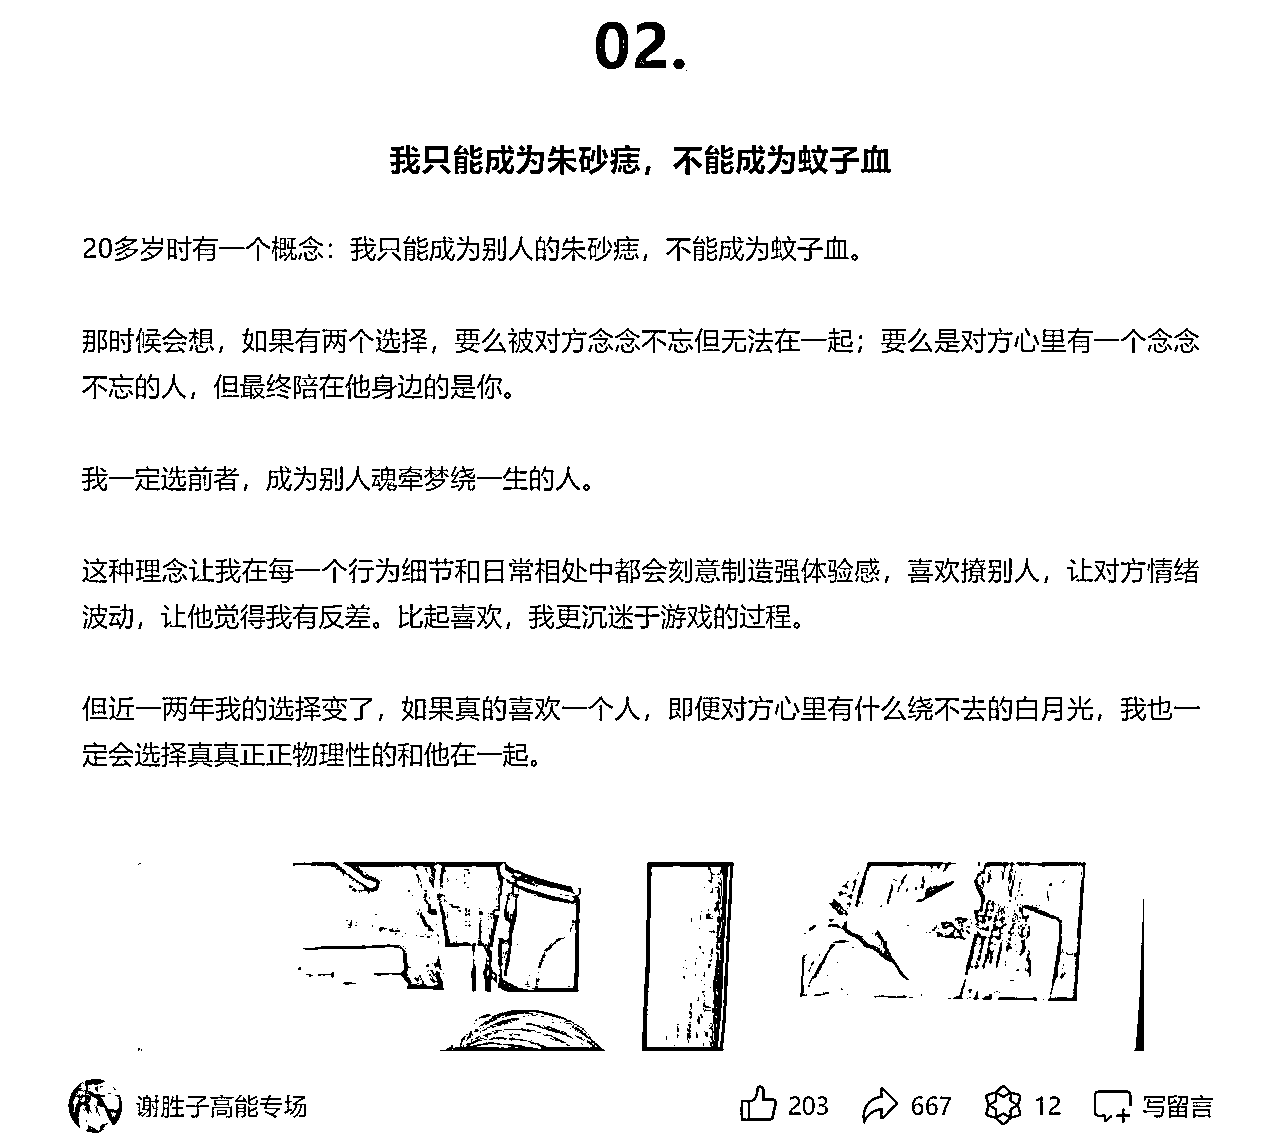 02.
我只能成为朱砂痣，不能成为蚊子血
20多岁时有一个概念：我只能成为别人的朱砂痣，不能成为蚊子血。
那时候会想，如果有两个选择，要么被对方念念不忘但无法在一起；要么是对方心里有一个念念
不忘的人，但最终陪在他身边的是你。
我一定选前者，成为别人魂牵梦绕一生的人。
这种理念让我在每一个行为细节和日常相处中都会刻意制造强体验感，喜欢撩别人，让对方情绪
波动，让他觉得我有反差。比起喜欢，我更沉迷于游戏的过程。
但近一两年我的选择变了，如果真的喜欢一个人，即便对方心里有什么绕不去的白月光，我也一
定会选择真真正正物理性的和他在一起。
谢胜子高能专场 203 667 12 写留言